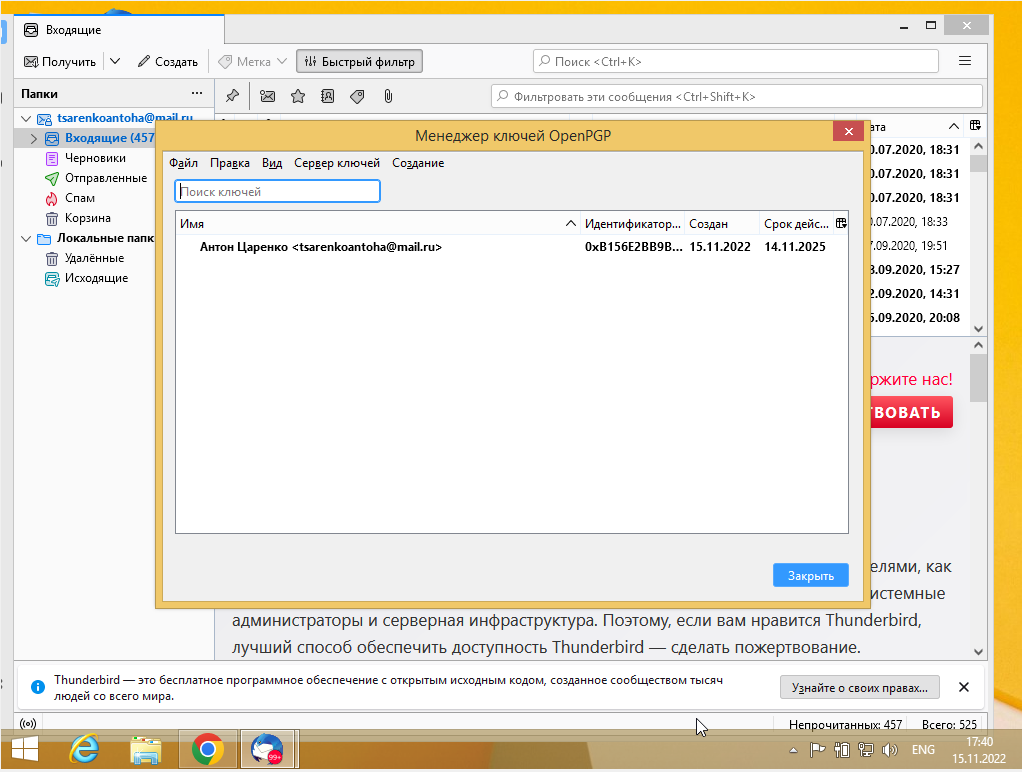 Входящие
Получить
Создать
Метка
Быстрый фильтр
Поиск <Ctrl+K>
Папки
Фильтровать эти сообщения <Ctrl+Shift+K>
tsarenkoantoha@mail.ru
Входящие (457
Черновики
Отправленные
Спам
Корзина
Локальные папк
Удалённые
Исходящие
Менеджер ключей OpenPGP
Файл Правка Вид Сервер ключей Создание
Поиск ключей
Имя Идентификатор... Создан Срок дейс...
Антон Царенко <tsarenkoantoha@mail.ru> 0xB156E2BB9B... 15.11.2022 14.11.2025
Закрыть
ата
0.07.2020, 18:31
0.07.2020, 18:31
0.07.2020, 18:31
0.07.2020, 18:33
7.09.2020, 19:51
8.09.2020, 15:27
2.09.2020, 14:31
5.09.2020, 20:08
ржите нас!
ТВОВАТЬ
елями, как
истемные
администраторы и серверная инфраструктура. Поэтому, если вам нравится Thunderbird,
лучший способ обеспечить доступность Thunderbird — сделать пожертвование.
Thunderbird — это бесплатное программное обеспечение с открытым исходным кодом, созданное сообществом тысяч
людей со всего мира.
Узнайте о своих правах...
Непрочитанных: 457 Всего: 525
99+
ENG
17:40
15.11.2022